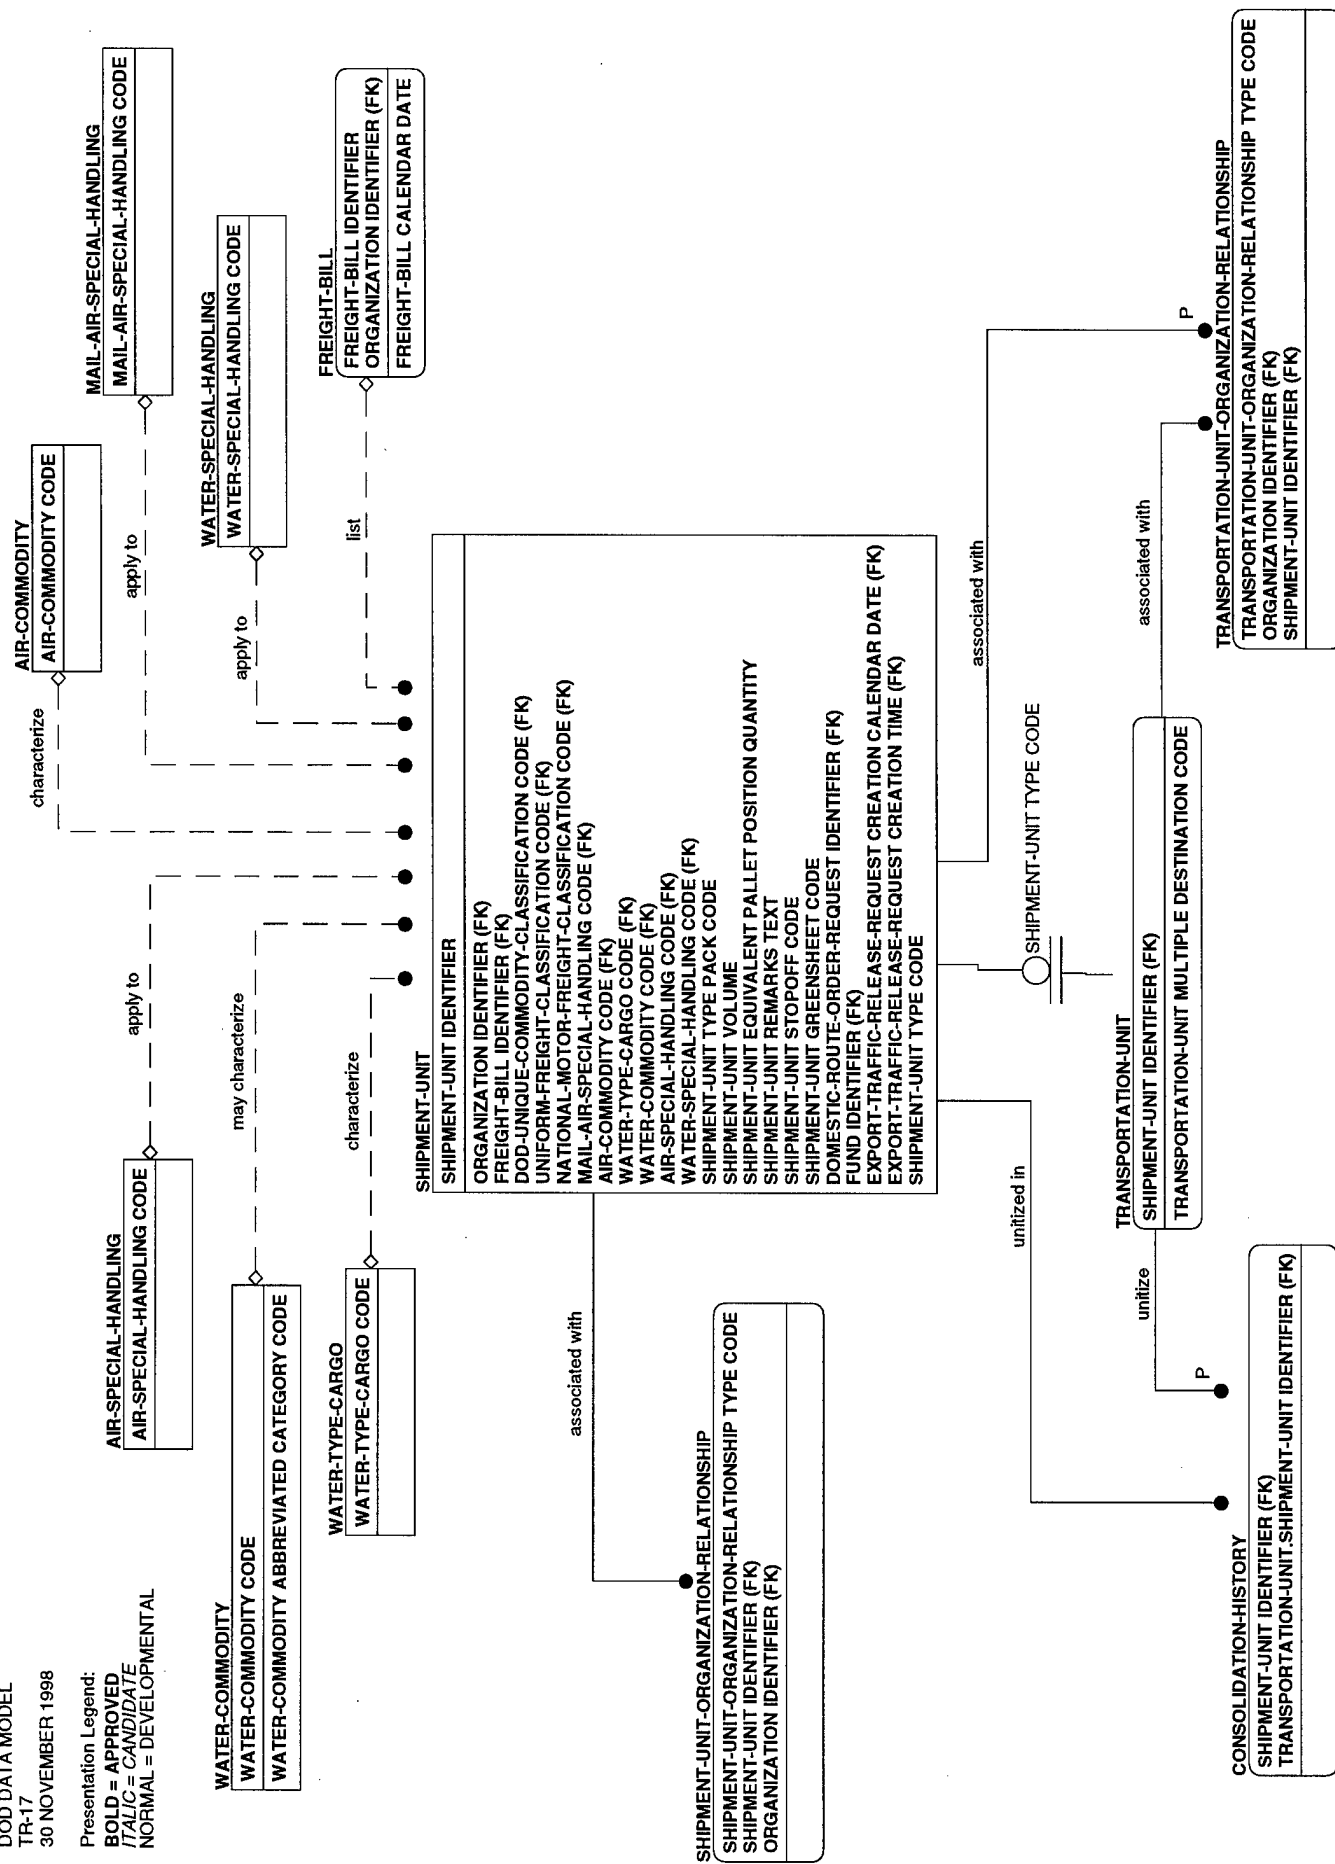 DOD DATA MODEL
TR-17
30 NOVEMBER 1998
Presentation Legend:
BOLD = APPROVED
ITALIC = CANDIDATE
NORMAL = DEVELOPMENTAL
AIR-SPECIAL-HANDLING
AIR-SPECIAL-HANDLING CODE
apply to
AIR-COMMODITY
AIR-COMMODITY CODE
characterize
MAIL-AIR-SPECIAL-HANDLING
MAIL-AIR-SPECIAL-HANDLING CODE
apply to
WATER-COMMODITY
WATER-COMMODITY CODE
WATER-COMMODITY ABBREVIATED CATEGORY CODE
may characterize
WATER-SPECIAL-HANDLING
WATER-SPECIAL-HANDLING CODE
apply to
WATER-TYPE-CARGO
WATER-TYPE-CARGO CODE
characterize
FREIGHT-BILL
FREIGHT-BILL IDENTIFIER
ORGANIZATION IDENTIFIER (FK)
FREIGHT-BILL CALENDAR DATE
list
SHIPMENT-UNIT
SHIPMENT-UNIT IDENTIFIER
ORGANIZATION IDENTIFIER (FK)
FREIGHT-BILL IDENTIFIER (FK)
DOD-UNIQUE-COMMODITY-CLASSIFICATION CODE (FK)
UNIFORM-FREIGHT-CLASSIFICATION CODE (FK)
NATIONAL-MOTOR-FREIGHT-CLASSIFICATION CODE (FK)
MAIL-AIR-SPECIAL-HANDLING CODE (FK)
AIR-COMMODITY CODE (FK)
WATER-TYPE-CARGO CODE (FK)
WATER-COMMODITY CODE (FK)
AIR-SPECIAL-HANDLING CODE (FK)
WATER-SPECIAL-HANDLING CODE (FK)
SHIPMENT-UNIT TYPE PACK CODE
SHIPMENT-UNIT VOLUME
SHIPMENT-UNIT EQUIVALENT PALLET POSITION QUANTITY
SHIPMENT-UNIT REMARKS TEXT
SHIPMENT-UNIT STOPOFF CODE
SHIPMENT-UNIT GREENSHEET CODE
DOMESTIC-ROUTE-ORDER-REQUEST IDENTIFIER (FK)
FUND IDENTIFIER (FK)
EXPORT-TRAFFIC-RELEASE-REQUEST CREATION CALENDAR DATE (FK)
EXPORT-TRAFFIC-RELEASE-REQUEST CREATION TIME (FK)
SHIPMENT-UNIT TYPE CODE
associated with
SHIPMENT-UNIT-ORGANIZATION-RELATIONSHIP
SHIPMENT-UNIT-ORGANIZATION-RELATIONSHIP TYPE CODE
SHIPMENT-UNIT IDENTIFIER (FK)
ORGANIZATION IDENTIFIER (FK)
unitized in
SHIPMENT-UNIT TYPE CODE
associated with
TRANSPORTATION-UNIT
SHIPMENT-UNIT IDENTIFIER (FK)
TRANSPORTATION-UNIT MULTIPLE DESTINATION CODE
unitize
P
associated with
P
CONSOLIDATION-HISTORY
SHIPMENT-UNIT IDENTIFIER (FK)
TRANSPORTATION-UNIT.SHIPMENT-UNIT IDENTIFIER (FK)
TRANSPORTATION-UNIT-ORGANIZATION-RELATIONSHIP
TRANSPORTATION-UNIT-ORGANIZATION-RELATIONSHIP TYPE CODE
ORGANIZATION IDENTIFIER (FK)
SHIPMENT-UNIT IDENTIFIER (FK)